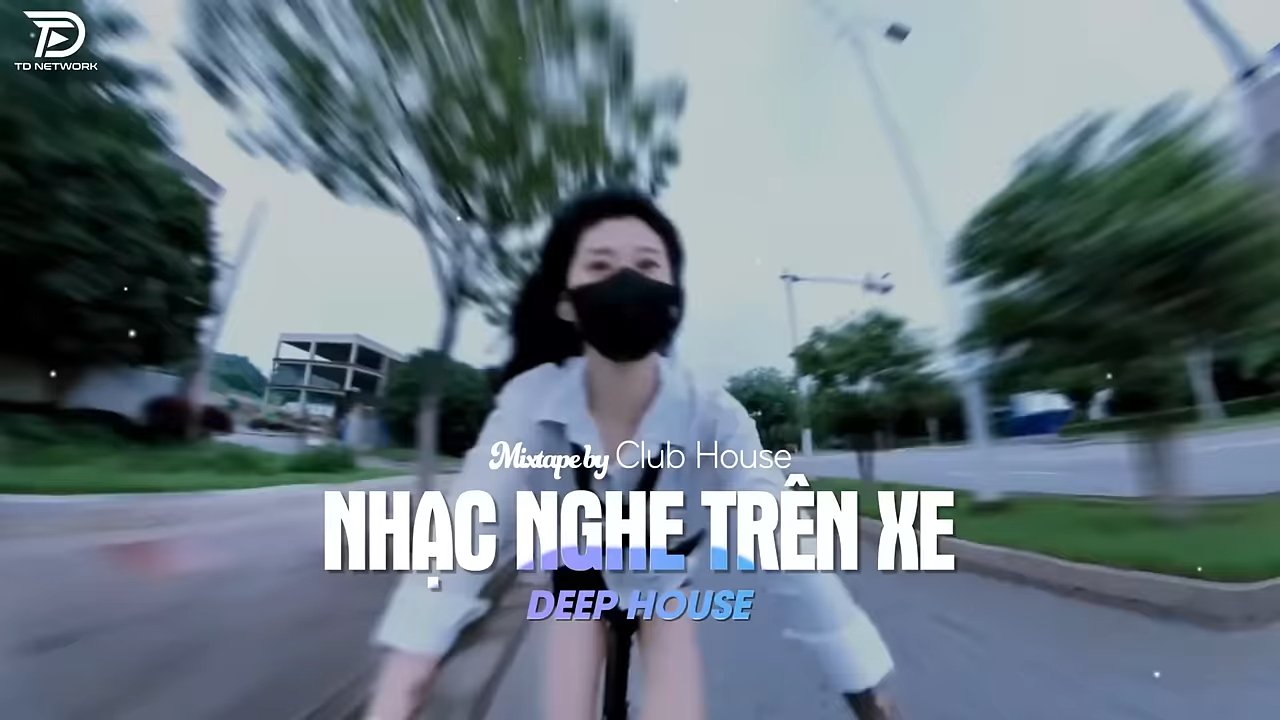 TD NETWORK
Mixtape by Club House
NHẠC NGHE TRÊN XE
DEEP HOUSE